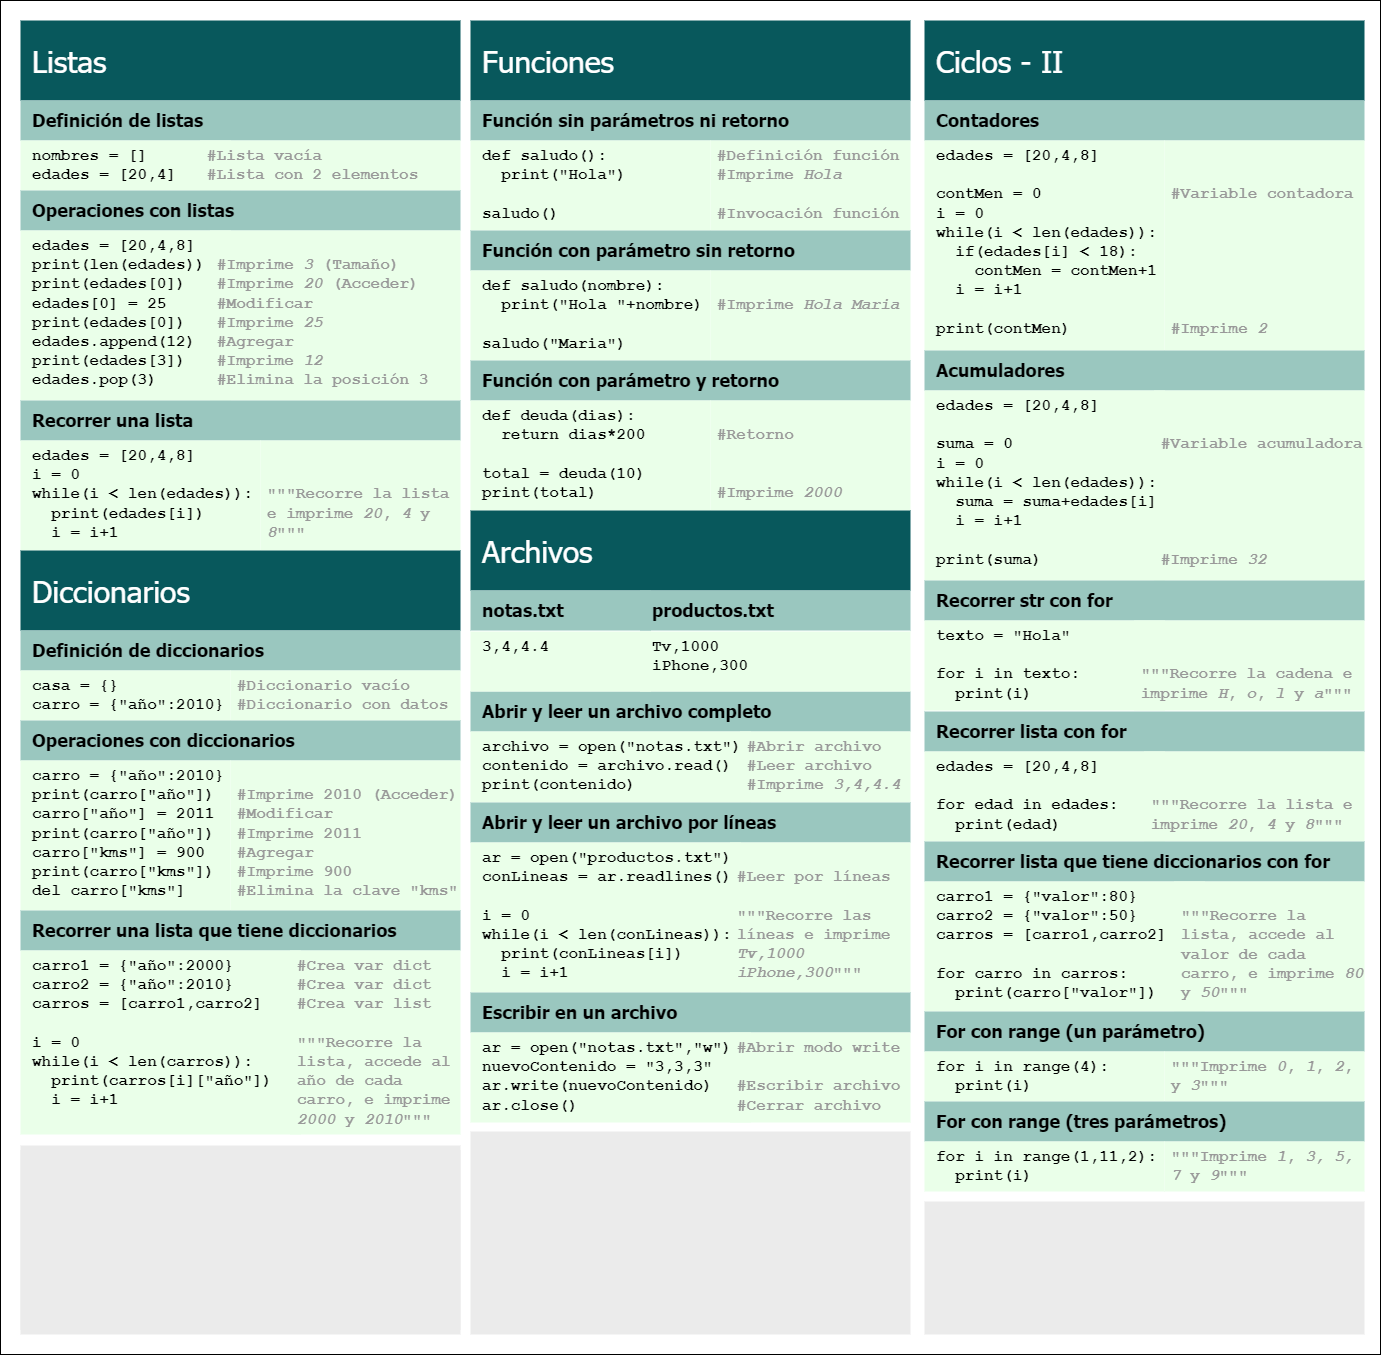 Listas
Definición de listas
nombres = [] #Lista vacía
edades = [20,4] #Lista con 2 elementos
Operaciones con listas
edades = [20,4,8]
print(len(edades)) #Imprime 3 (Tamaño)
print(edades[0]) #Imprime 20 (Acceder)
edades[0] = 25 #Modificar
print(edades[0]) #Imprime 25
edades.append(12) #Agregar
print(edades[3]) #Imprime 12
edades.pop(3) #Elimina la posición 3
Recorrer una lista
edades = [20,4,8]
i = 0
while(i < len(edades)): """Recorre la lista
  print(edades[i]) e imprime 20, 4 y
  i = i+1 8"""
Diccionarios
Definición de diccionarios
casa = {} #Diccionario vacío
carro = {"año":2010} #Diccionario con datos
Operaciones con diccionarios
carro = {"año":2010}
print(carro["año"]) #Imprime 2010 (Acceder)
carro["año"] = 2011 #Modificar
print(carro["año"]) #Imprime 2011
carro["kms"] = 900 #Agregar
print(carro["kms"]) #Imprime 900
del carro["kms"] #Elimina la clave "kms"
Recorrer una lista que tiene diccionarios
carro1 = {"año":2000} #Crea var dict
carro2 = {"año":2010} #Crea var dict
carros = [carro1,carro2] #Crea var list
i = 0 """Recorre la
while(i < len(carros)): lista, accede al
  print(carros[i]["año"]) año de cada
  i = i+1 carro, e imprime
2000 y 2010"""
Funciones
Función sin parámetros ni retorno
def saludo(): #Definición función
  print("Hola") #Imprime Hola
saludo() #Invocación función
Función con parámetro sin retorno
def saludo(nombre):
  print("Hola "+nombre) #Imprime Hola María
saludo("Maria")
Función con parámetro y retorno
def deuda(dias):
  return dias*200 #Retorno
total = deuda(10)
print(total) #Imprime 2000
Archivos
notas.txt productos.txt
3,4,4.4 Tv,1000
iPhone,300
Abrir y leer un archivo completo
archivo = open("notas.txt") #Abrir archivo
contenido = archivo.read() #Leer archivo
print(contenido) #Imprime 3,4,4.4
Abrir y leer un archivo por líneas
ar = open("productos.txt")
conLineas = ar.readlines() #Leer por líneas
i = 0 """Recorre las
while(i < len(conLineas)): líneas e imprime
  print(conLineas[i]) Tv,1000
  i = i+1 iPhone,300"""
Escribir en un archivo
ar = open("notas.txt","w") #Abrir modo write
nuevoContenido = "3,3,3"
ar.write(nuevoContenido) #Escribir archivo
ar.close() #Cerrar archivo
Ciclos - II
Contadores
edades = [20,4,8]
contMen = 0 #Variable contadora
i = 0
while(i < len(edades)):
  if(edades[i] < 18):
    contMen = contMen+1
  i = i+1
print(contMen) #Imprime 2
Acumuladores
edades = [20,4,8]
suma = 0 #Variable acumuladora
i = 0
while(i < len(edades)):
  suma = suma+edades[i]
  i = i+1
print(suma) #Imprime 32
Recorrer str con for
texto = "Hola"
for i in texto: """Recorre la cadena e
  print(i) imprime H, o, l y a"""
Recorrer lista con for
edades = [20,4,8]
for edad in edades: """Recorre la lista e
  print(edad) imprime 20, 4 y 8"""
Recorrer lista que tiene diccionarios con for
carro1 = {"valor":80}
carro2 = {"valor":50} """Recorre la
carros = [carro1,carro2] lista, accede al
valor de cada
for carro in carros: carro, e imprime 80
  print(carro["valor"]) y 50"""
For con range (un parámetro)
for i in range(4): """Imprime 0, 1, 2,
  print(i) y 3"""
For con range (tres parámetros)
for i in range(1,11,2): """Imprime 1, 3, 5,
  print(i) 7 y 9"""